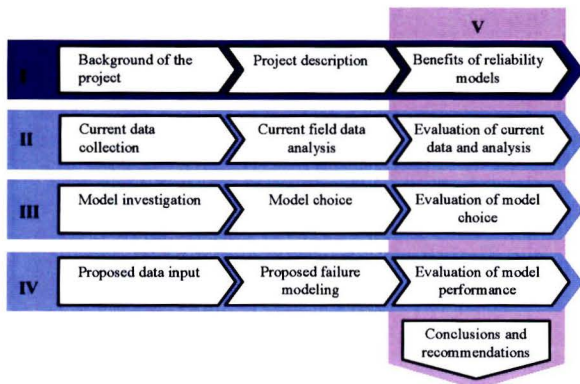 V
I
Background of the
project
Project description
Benefits of reliability
models
II
Current data
collection
Current field data
analysis
Evaluation of current
data and analysis
III
Model investigation
Model choice
Evaluation of model
choice
IV
Proposed data input
Proposed failure
modeling
Evaluation of model
performance
Conclusions and
recommendations